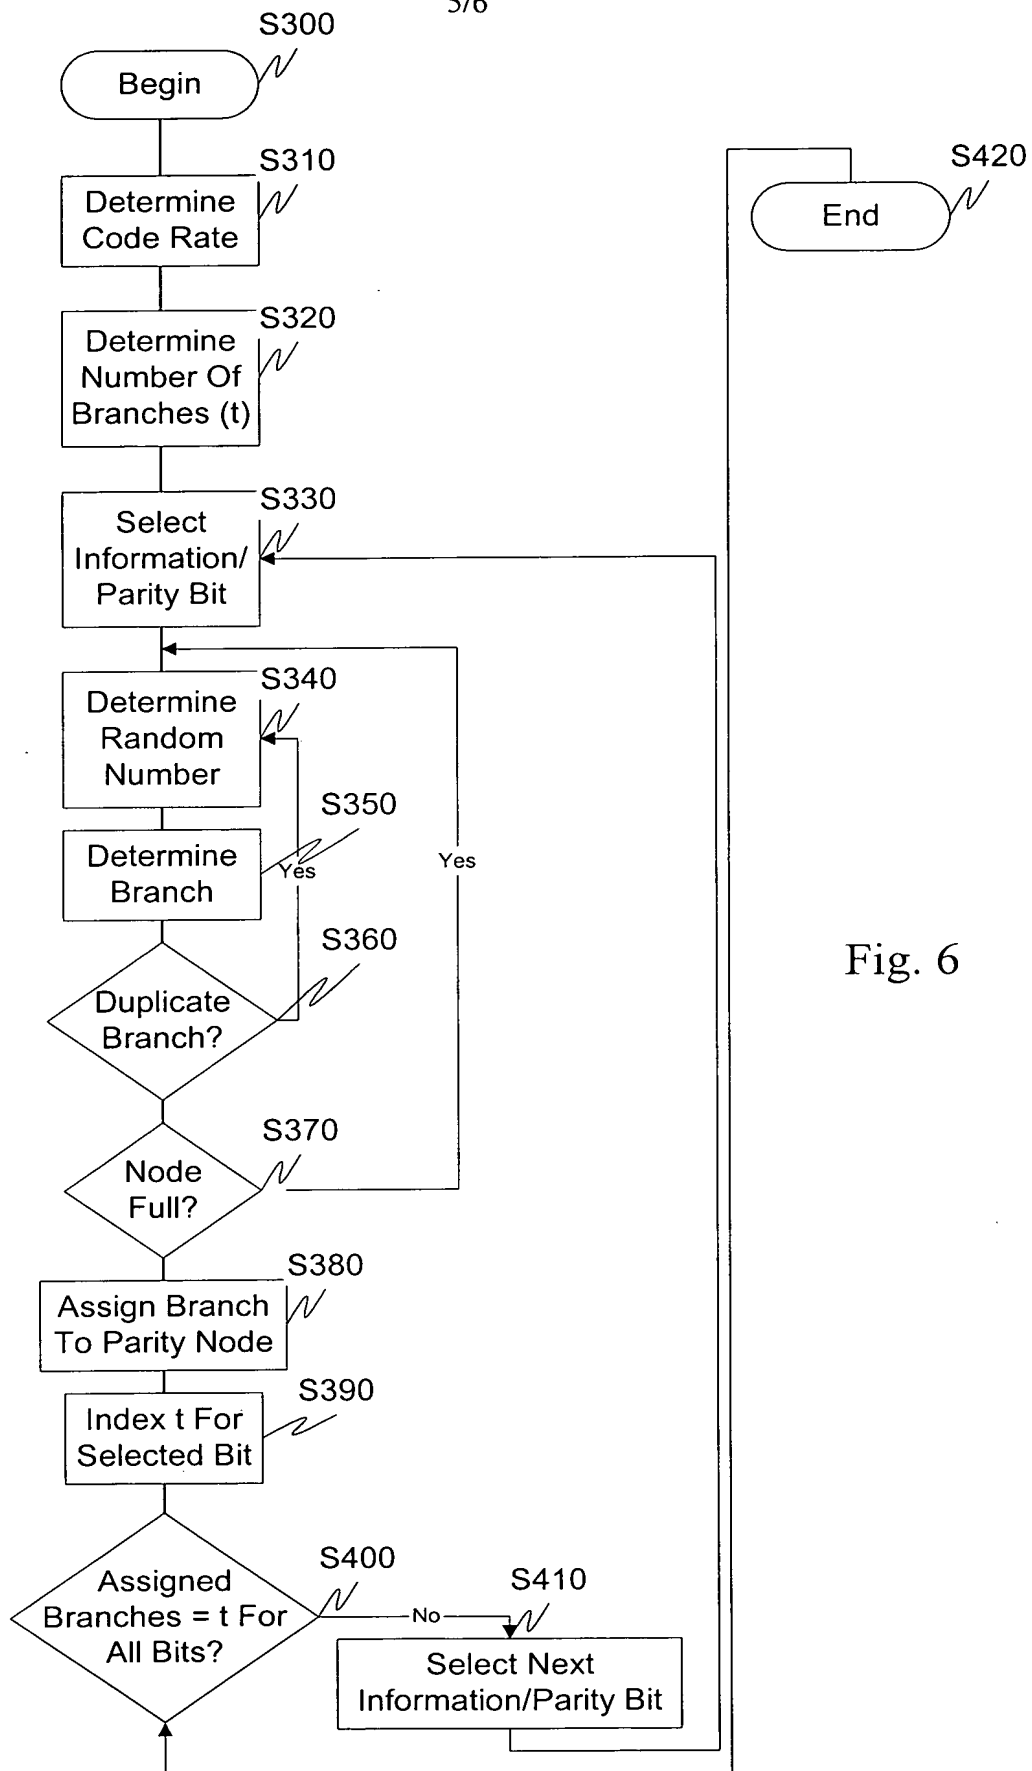 5/6
S300
Begin
S310
Determine
Code Rate
S320
Determine
Number Of
Branches (t)
S330
Select
Information/
Parity Bit
S340
Determine
Random
Number
S350
Determine
Branch
Yes
Yes
S360
Duplicate
Branch?
S370
Node
Full?
S380
Assign Branch
To Parity Node
S390
Index t For
Selected Bit
S400
Assigned
Branches = t For
All Bits?
No
S410
Select Next
Information/Parity Bit
S420
End
Fig. 6